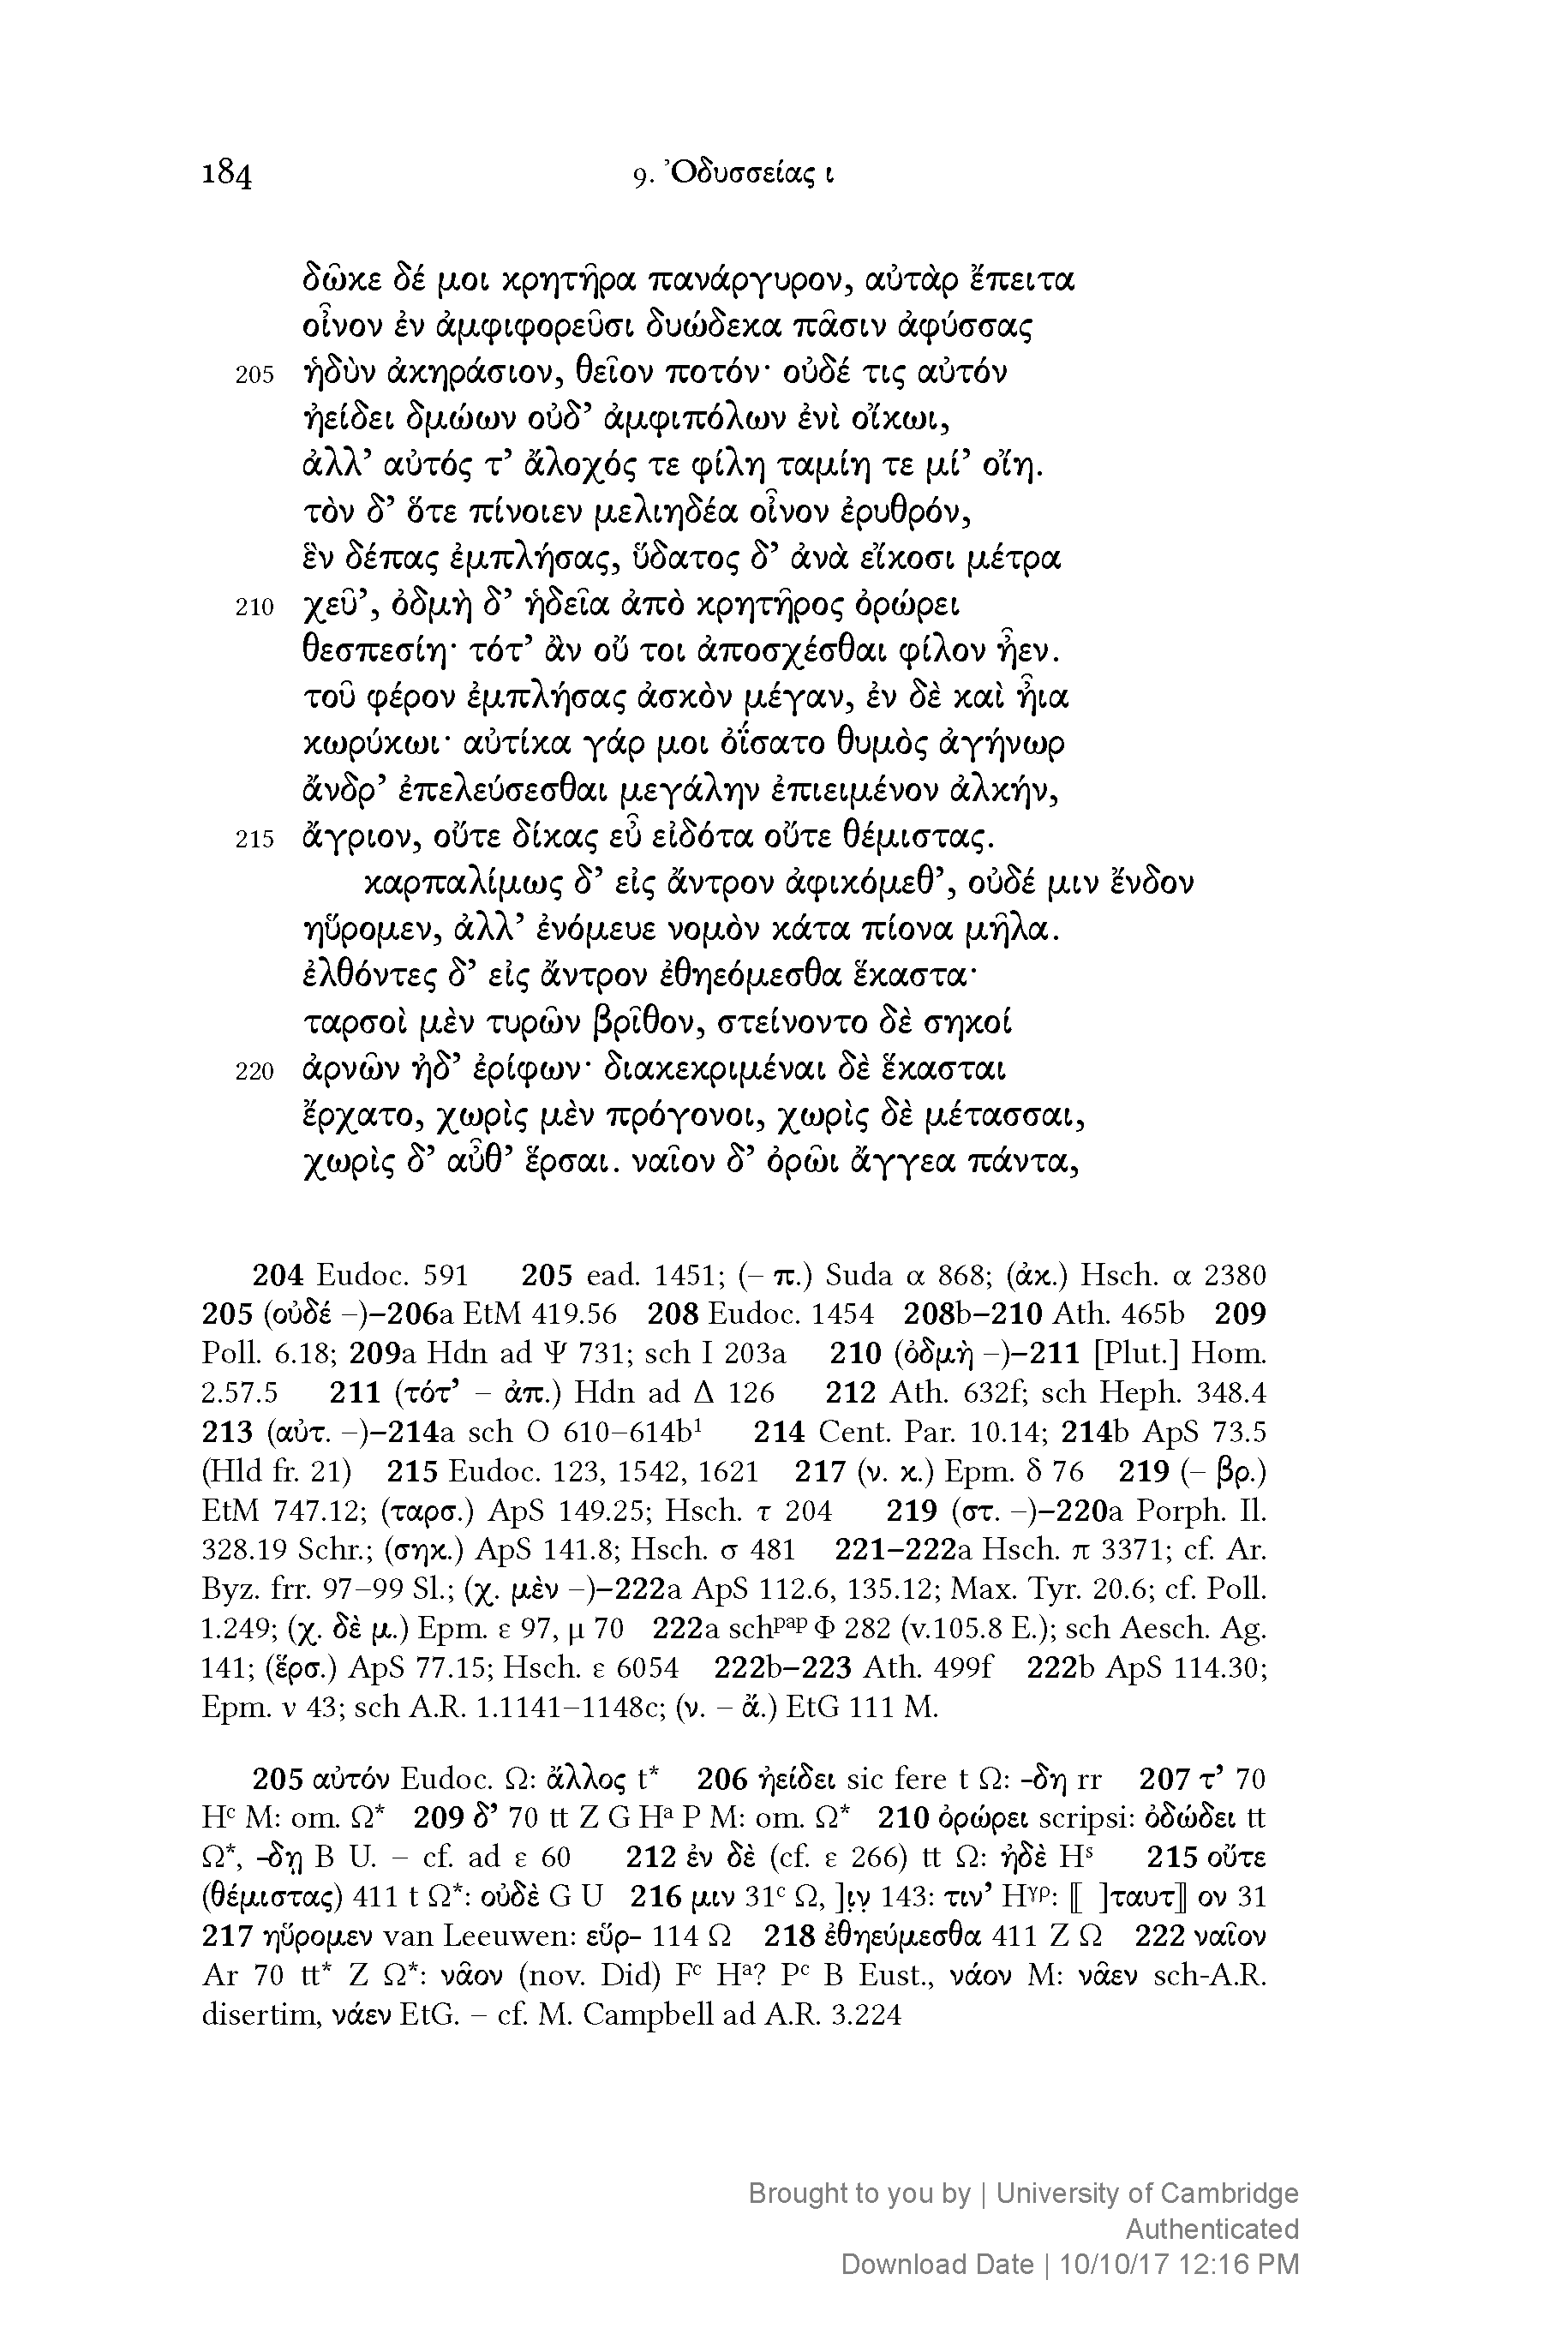 184 9. Ὀδυσσείας ι
δῶκε δέ μοι κρητῆρα πανάργυρον, αὐτὰρ ἔπειτα
οἶνον ἐν ἀμφιφορεῦσι δυώδεκα πᾶσιν ἀφύσσας
205 ἡδὺν ἀκηράσιον, θεῖον ποτόν· οὐδέ τις αὐτόν
ἠείδει δμώων οὐδ’ ἀμφιπόλων ἐνὶ οἴκωι,
ἀλλ’ αὐτός τ’ ἄλοχός τε φίλη ταμίη τε μί’ οἴη.
τὸν δ’ ὅτε πίνοιεν μελιηδέα οἶνον ἐρυθρόν,
ἓν δέπας ἐμπλήσας, ὕδατος δ’ ἀνὰ εἴκοσι μέτρα
210 χεῦ’, ὀδμὴ δ’ ἡδεῖα ἀπὸ κρητῆρος ὀρώρει
θεσπεσίη· τότ’ ἂν οὔ τοι ἀποσχέσθαι φίλον ἦεν.
τοῦ φέρον ἐμπλήσας ἀσκὸν μέγαν, ἐν δὲ καὶ ἦια
κωρύκωι· αὐτίκα γάρ μοι ὀΐσατο θυμὸς ἀγήνωρ
ἄνδρ’ ἐπελεύσεσθαι μεγάλην ἐπιειμένον ἀλκήν,
215 ἄγριον, οὔτε δίκας εὖ εἰδότα οὔτε θέμιστας.
καρπαλίμως δ’ εἰς ἄντρον ἀφικόμεθ’, οὐδέ μιν ἔνδον
ηὕρομεν, ἀλλ’ ἐνόμευε νομὸν κάτα πίονα μῆλα.
ἐλθόντες δ’ εἰς ἄντρον ἐθηεόμεσθα ἕκαστα·
ταρσοὶ μὲν τυρῶν βρῖθον, στείνοντο δὲ σηκοί
220 ἀρνῶν ἠδ’ ἐρίφων· διακεκριμέναι δὲ ἕκασται
ἔρχατο, χωρὶς μὲν πρόγονοι, χωρὶς δὲ μέτασσαι,
χωρὶς δ’ αὖθ’ ἕρσαι. ναῖον δ’ ὀρῶι ἄγγεα πάντα,
204 Eudoc. 591 205 ead. 1451; (– π.) Suda α 868; (ἀκ.) Hsch. α 2380
205 (οὐδέ –)–206a EtM 419.56 208 Eudoc. 1454 208b–210 Ath. 465b 209
Poll. 6.18; 209a Hdn ad Ψ 731; sch I 203a 210 (ὀδμὴ –)–211 [Plut.] Hom.
2.57.5 211 (τότ’ – ἀπ.) Hdn ad Δ 126 212 Ath. 632f; sch Heph. 348.4
213 (αὐτ. –)–214a sch O 610–614b¹ 214 Cent. Par. 10.14; 214b ApS 73.5
(Hld fr. 21) 215 Eudoc. 123, 1542, 1621 217 (ν. κ.) Epm. δ 76 219 (– βρ.)
EtM 747.12; (ταρσ.) ApS 149.25; Hsch. τ 204 219 (στ. –)–220a Porph. Il.
328.19 Schr.; (σηκ.) ApS 141.8; Hsch. σ 481 221–222a Hsch. π 3371; cf. Ar.
Byz. frr. 97–99 Sl.; (χ. μὲν –)–222a ApS 112.6, 135.12; Max. Tyr. 20.6; cf. Poll.
1.249; (χ. δὲ μ.) Epm. ε 97, μ 70 222a schᵖᵃᵖ Φ 282 (v.105.8 E.); sch Aesch. Ag.
141; (ἕρσ.) ApS 77.15; Hsch. ε 6054 222b–223 Ath. 499f 222b ApS 114.30;
Epm. ν 43; sch A.R. 1.1141–1148c; (ν. – ἄ.) EtG 111 M.
205 αὐτόν Eudoc. Ω: ἄλλος t* 206 ἠείδει sic fere t Ω: -δη rr 207 τ’ 70
Hᶜ M: om. Ω* 209 δ’ 70 tt Z G Hᵃ P M: om. Ω* 210 ὀρώρει scripsi: ὀδώδει tt
Ω*, -δῃ B U. – cf. ad ε 60 212 ἐν δὲ (cf. ε 266) tt Ω: ἠδὲ Hˢ 215 οὔτε
(θέμιστας) 411 t Ω*: οὐδὲ G U 216 μιν 31ᶜ Ω, ]ι̣ν̣ 143: τιν’ Hᵞᴾ: ⟦ ]ταυτ⟧ ον 31
217 ηὕρομεν van Leeuwen: εὕρ- 114 Ω 218 ἐθηεύμεσθα 411 Z Ω 222 ναῖον
Ar 70 tt* Z Ω*: νᾶον (nov. Did) Fᶜ Hᵃ? Pᶜ B Eust., νάον M: νᾶεν sch-A.R.
disertim, νάεν EtG. – cf. M. Campbell ad A.R. 3.224
Brought to you by | University of Cambridge
Authenticated
Download Date | 10/10/17 12:16 PM